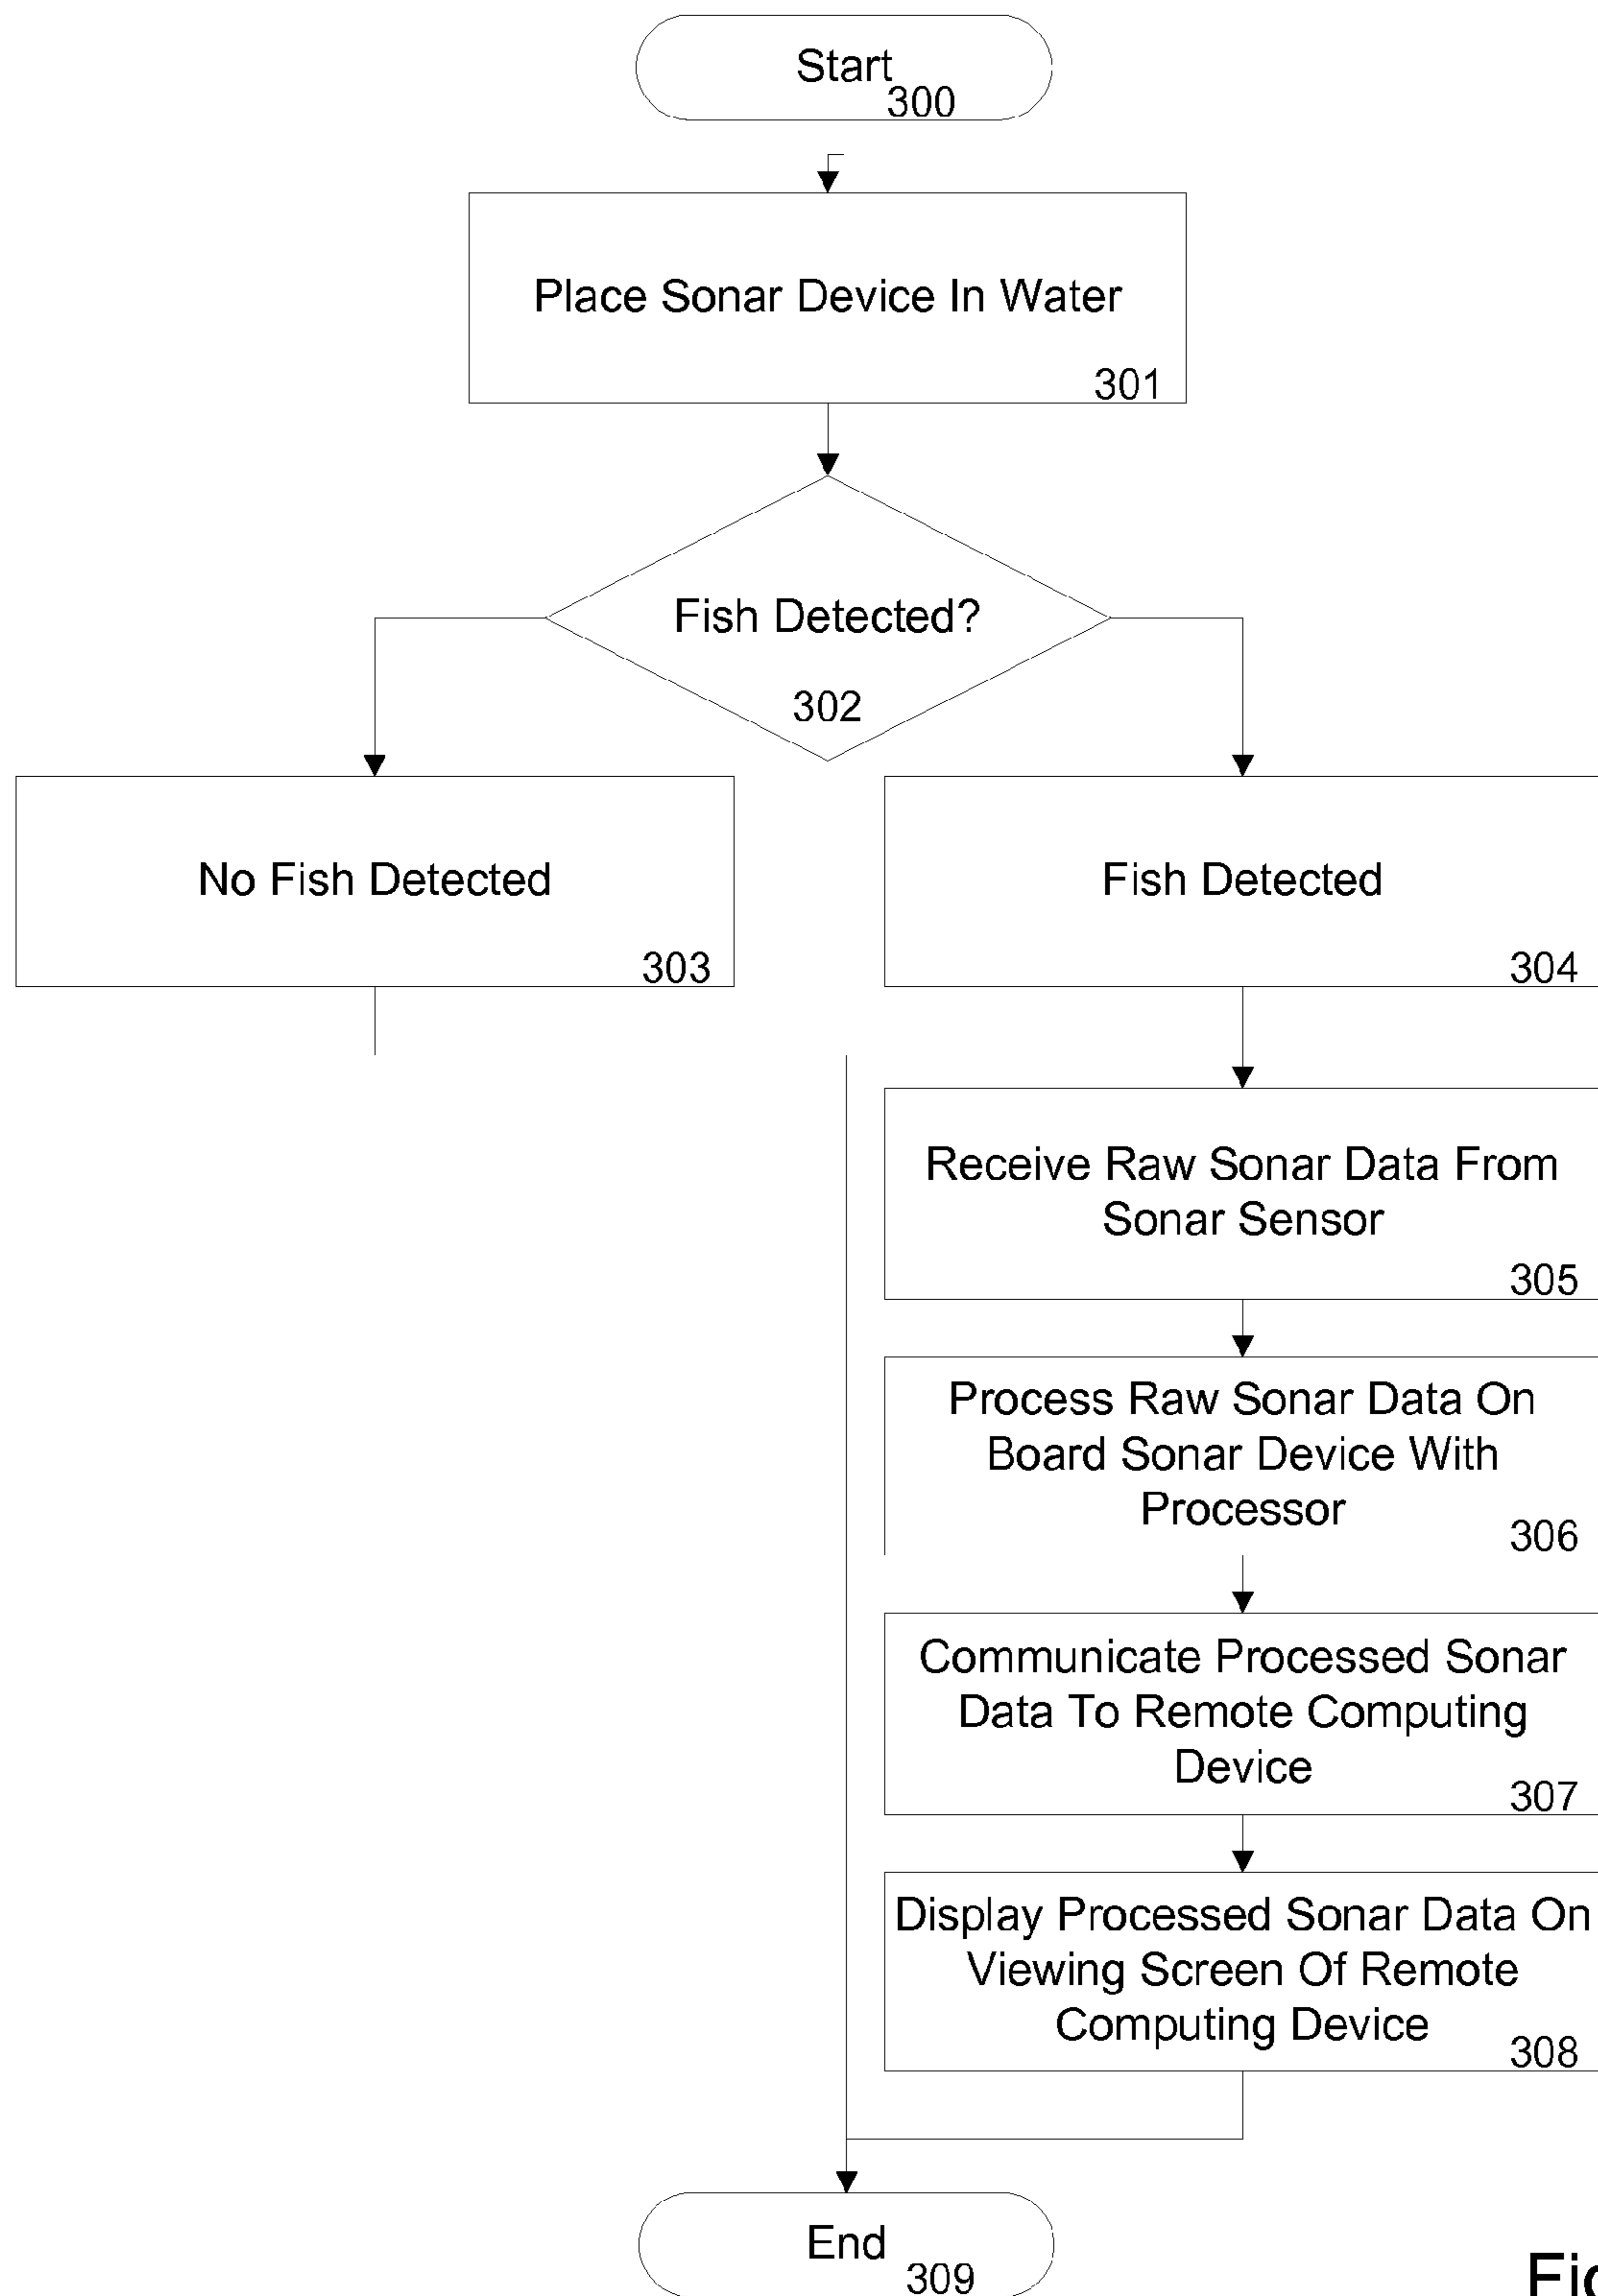 Start
300
Place Sonar Device In Water
301
Fish Detected?
302
No Fish Detected
303
Fish Detected
304
Receive Raw Sonar Data From
Sonar Sensor
305
Process Raw Sonar Data On
Board Sonar Device With
Processor
306
Communicate Processed Sonar
Data To Remote Computing
Device
307
Display Processed Sonar Data On
Viewing Screen Of Remote
Computing Device
308
End
309